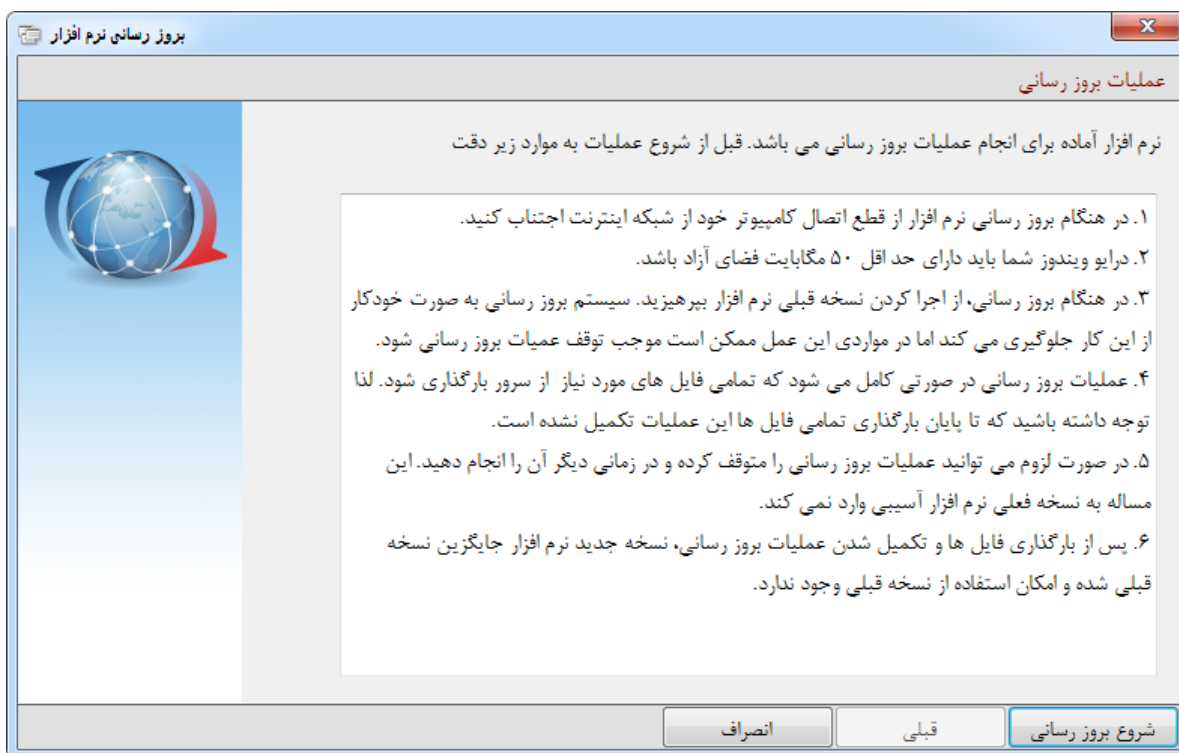 بروز رسانی نرم افزار
عملیات بروز رسانی
نرم افزار آماده برای انجام عملیات بروز رسانی می باشد. قبل از شروع عملیات به موارد زیر دقت
۱. در هنگام بروز رسانی نرم افزار از قطع اتصال کامپیوتر خود از شبکه اینترنت اجتناب کنید.
۲. درایو ویندوز شما باید دارای حد اقل ۵۰ مگابایت فضای آزاد باشد.
۳. در هنگام بروز رسانی، از اجرا کردن نسخه قبلی نرم افزار بپرهیزید. سیستم بروز رسانی به صورت خودکار
از این کار جلوگیری می کند اما در مواردی این عمل ممکن است موجب توقف عمیات بروز رسانی شود.
۴. عملیات بروز رسانی در صورتی کامل می شود که تمامی فایل های مورد نیاز از سرور بارگذاری شود. لذا
توجه داشته باشید که تا پایان بارگذاری تمامی فایل ها این عملیات تکمیل نشده است.
۵. در صورت لزوم می توانید عملیات بروز رسانی را متوقف کرده و در زمانی دیگر آن را انجام دهید. این
مساله به نسخه فعلی نرم افزار آسیبی وارد نمی کند.
۶. پس از بارگذاری فایل ها و تکمیل شدن عملیات بروز رسانی، نسخه جدید نرم افزار جایگزین نسخه
قبلی شده و امکان استفاده از نسخه قبلی وجود ندارد.
شروع بروز رسانی
قبلی
انصراف